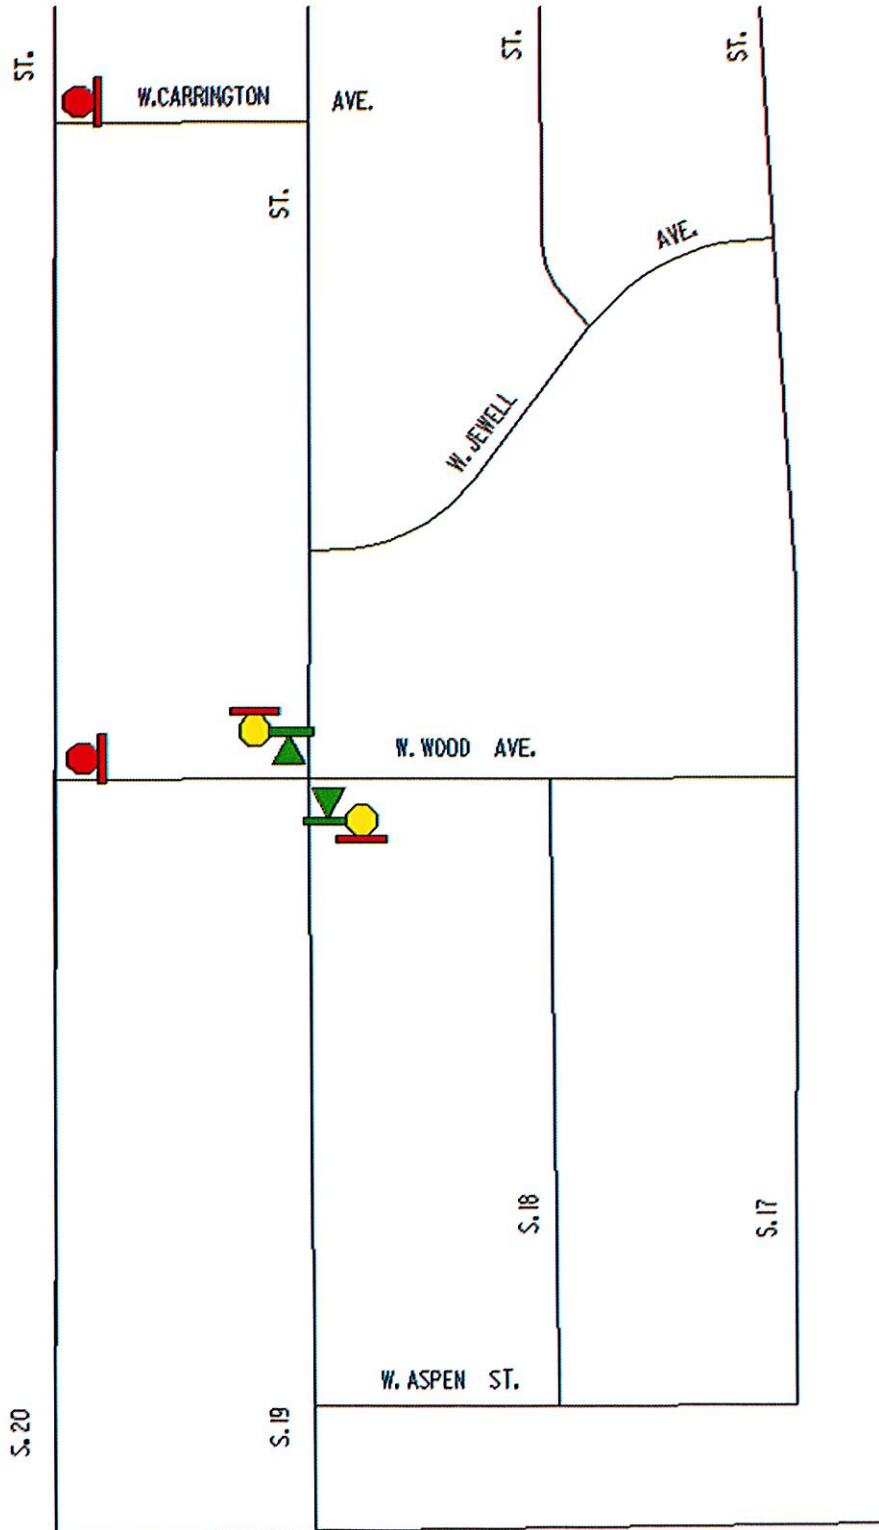 ST.
ST.
ST.
W.CARRINGTON AVE.
ST.
AVE.
W. JEWELL
W. WOOD AVE.
S. 18
S. 17
W. ASPEN ST.
S. 20
S. 19